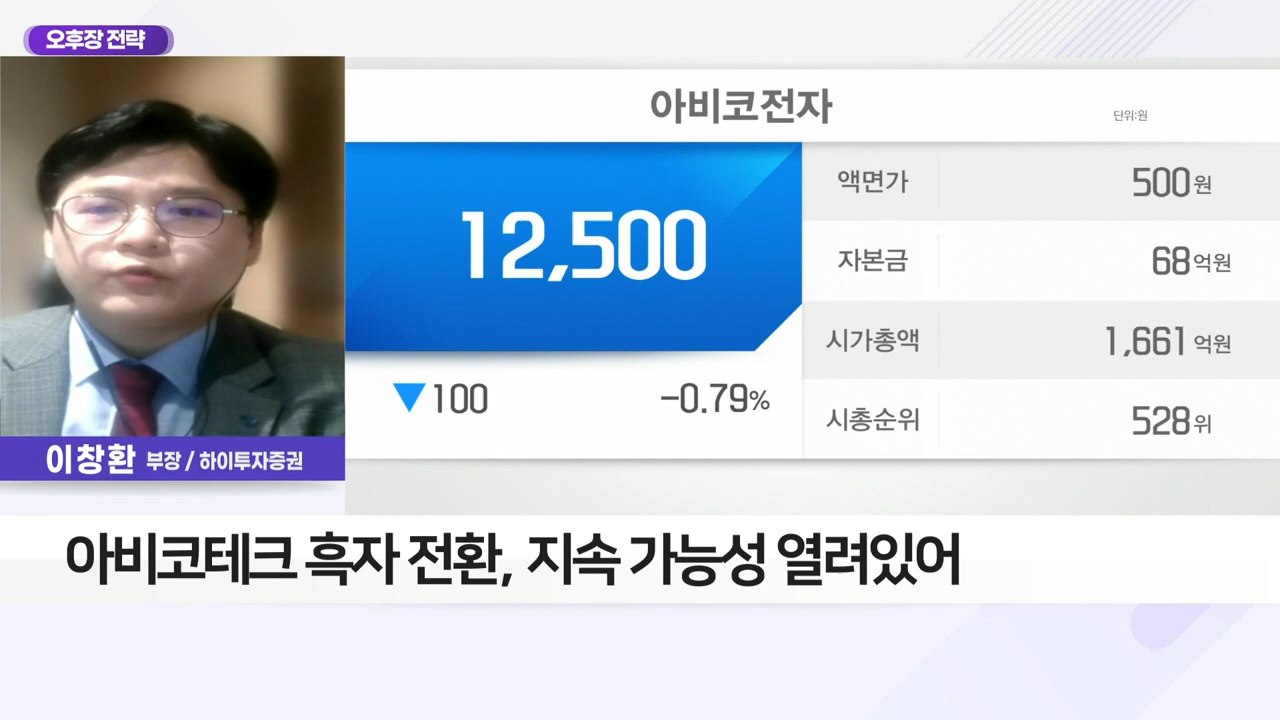 오후장 전략
아비코전자
단위:원
12,500
▼100 -0.79%
액면가 500원
자본금 68억원
시가총액 1,661억원
시총순위 528위
이창환 부장 / 하이투자증권
아비코테크 흑자 전환, 지속 가능성 열려있어